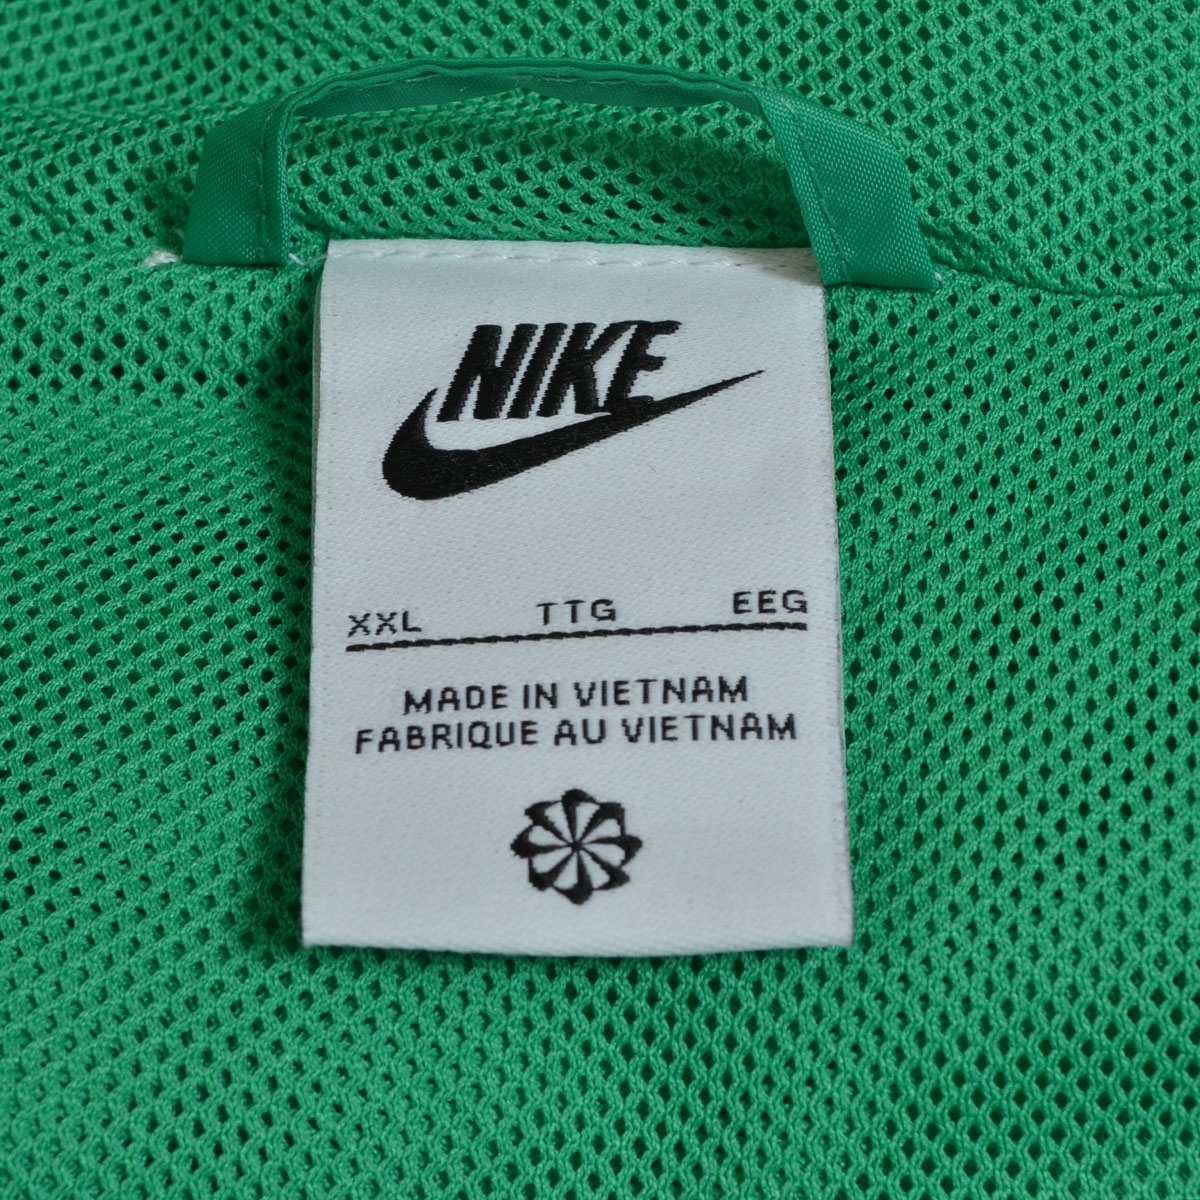 NIKE
XXL TTG EEG
MADE IN VIETNAM
FABRIQUE AU VIETNAM